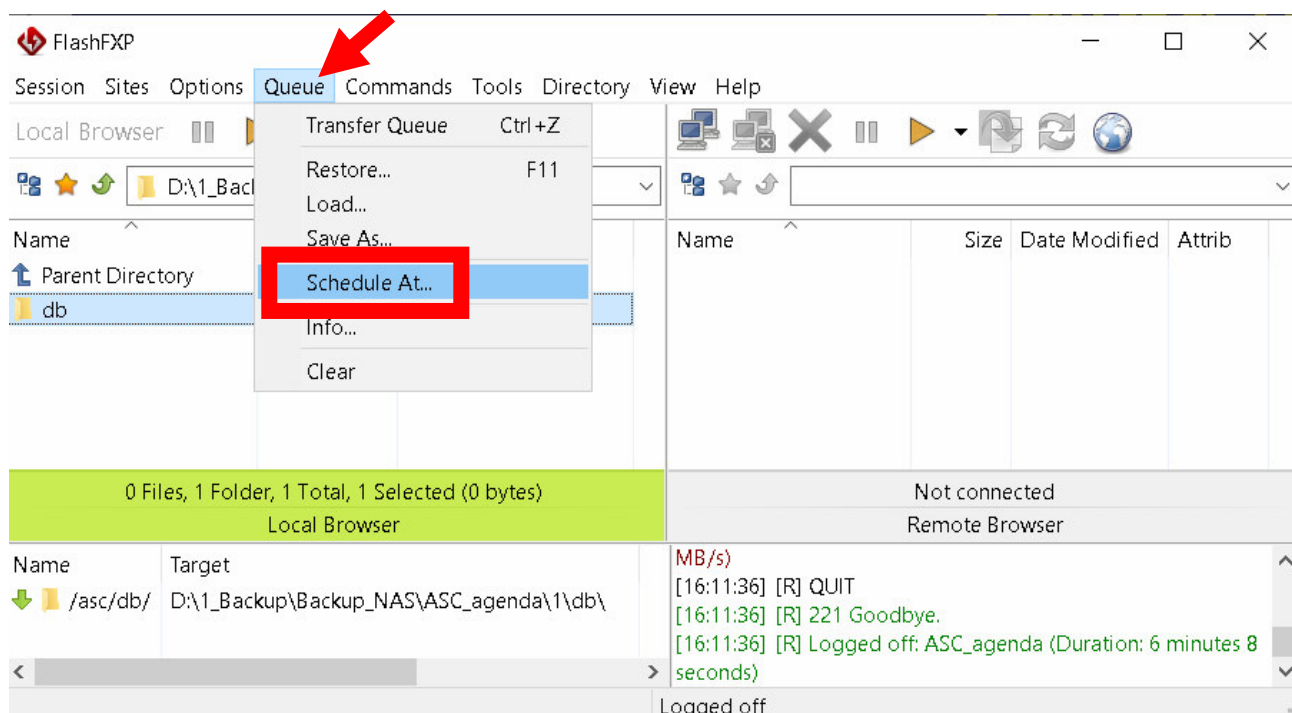 FlashFXP
Session Sites Options Queue Commands Tools Directory View Help
Local Browser
Transfer Queue Ctrl+Z
Restore... F11
Load...
Save As...
Schedule At...
Info...
Clear
D:\1_Bac
Name
Parent Directory
db
Name Size Date Modified Attrib
0 Files, 1 Folder, 1 Total, 1 Selected (0 bytes)
Local Browser
Not connected
Remote Browser
Name Target
/asc/db/ D:\1_Backup\Backup_NAS\ASC_agenda\1\db\
MB/s)
[16:11:36] [R] QUIT
[16:11:36] [R] 221 Goodbye.
[16:11:36] [R] Logged off: ASC_agenda (Duration: 6 minutes 8
seconds)
Logged off